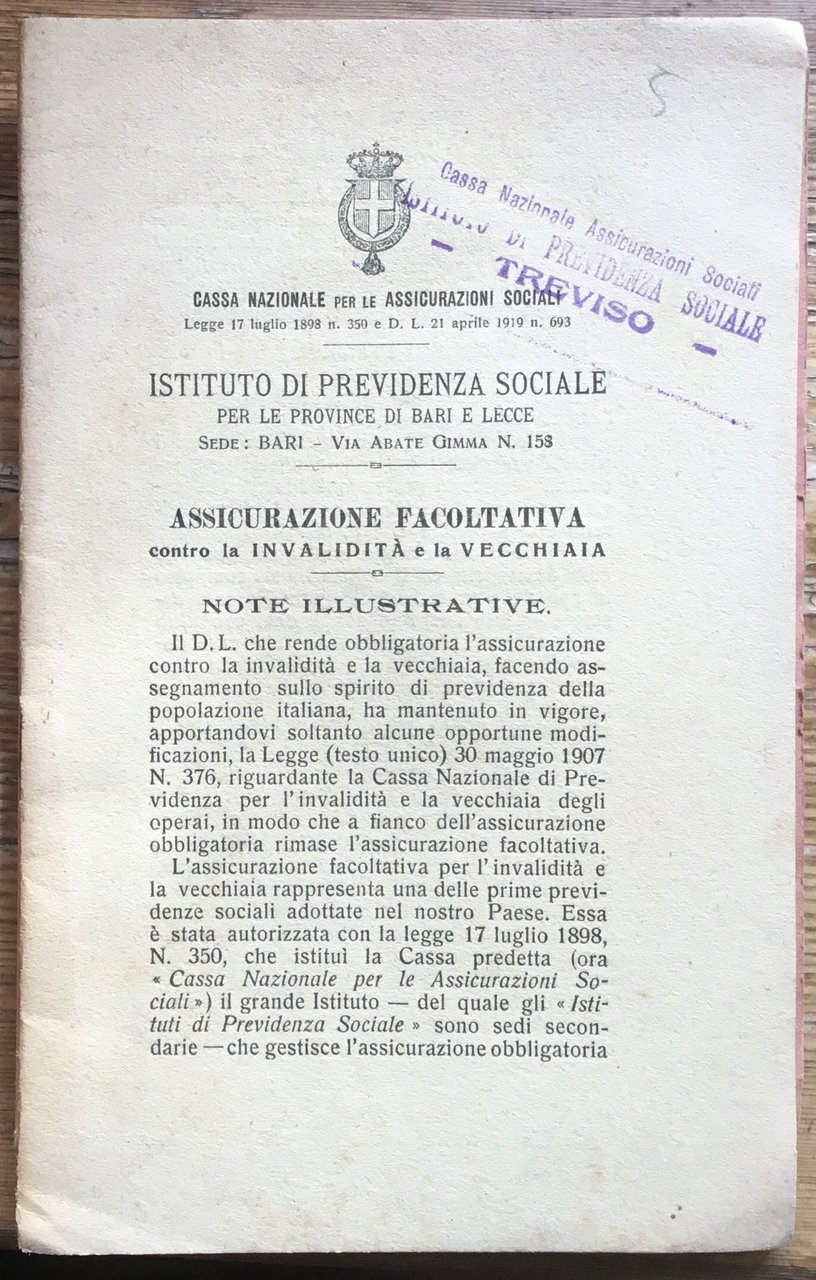 5
Cassa Nazionale Assicurazioni Sociali
ISTITUTO DI PREVIDENZA SOCIALE
— TREVISO —
CASSA NAZIONALE PER LE ASSICURAZIONI SOCIALI
Legge 17 luglio 1898 n. 350 e D. L. 21 aprile 1919 n. 693
ISTITUTO DI PREVIDENZA SOCIALE
PER LE PROVINCE DI BARI E LECCE
SEDE: BARI – VIA ABATE GIMMA N. 158
ASSICURAZIONE FACOLTATIVA
contro la INVALIDITÀ e la VECCHIAIA
NOTE ILLUSTRATIVE.
Il D. L. che rende obbligatoria l'assicurazione
contro la invalidità e la vecchiaia, facendo as-
segnamento sullo spirito di previdenza della
popolazione italiana, ha mantenuto in vigore,
apportandovi soltanto alcune opportune modi-
ficazioni, la Legge (testo unico) 30 maggio 1907
N. 376, riguardante la Cassa Nazionale di Pre-
videnza per l'invalidità e la vecchiaia degli
operai, in modo che a fianco dell'assicurazione
obbligatoria rimase l'assicurazione facoltativa.
L'assicurazione facoltativa per l'invalidità e
la vecchiaia rappresenta una delle prime previ-
denze sociali adottate nel nostro Paese. Essa
è stata autorizzata con la legge 17 luglio 1898,
N. 350, che istituì la Cassa predetta (ora
« Cassa Nazionale per le Assicurazioni So-
ciali ») il grande Istituto — del quale gli « Isti-
tuti di Previdenza Sociale » sono sedi secon-
darie — che gestisce l'assicurazione obbligatoria